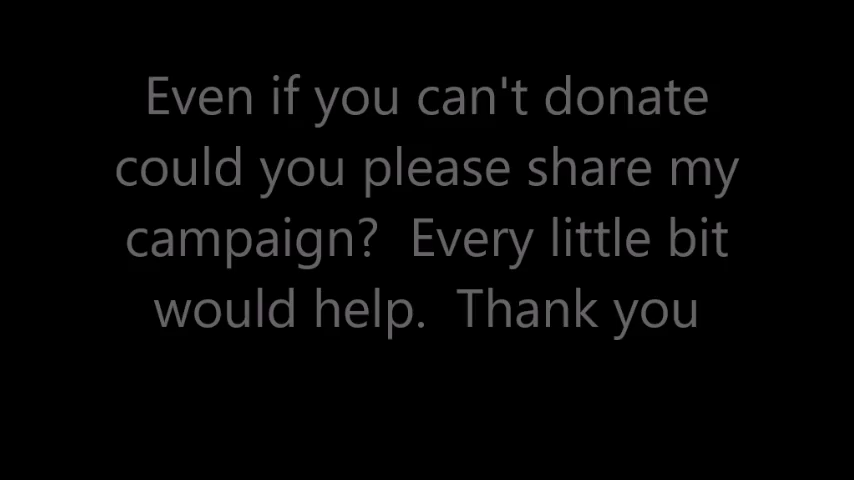 Even if you can't donate
could you please share my
campaign?  Every little bit
would help.  Thank you